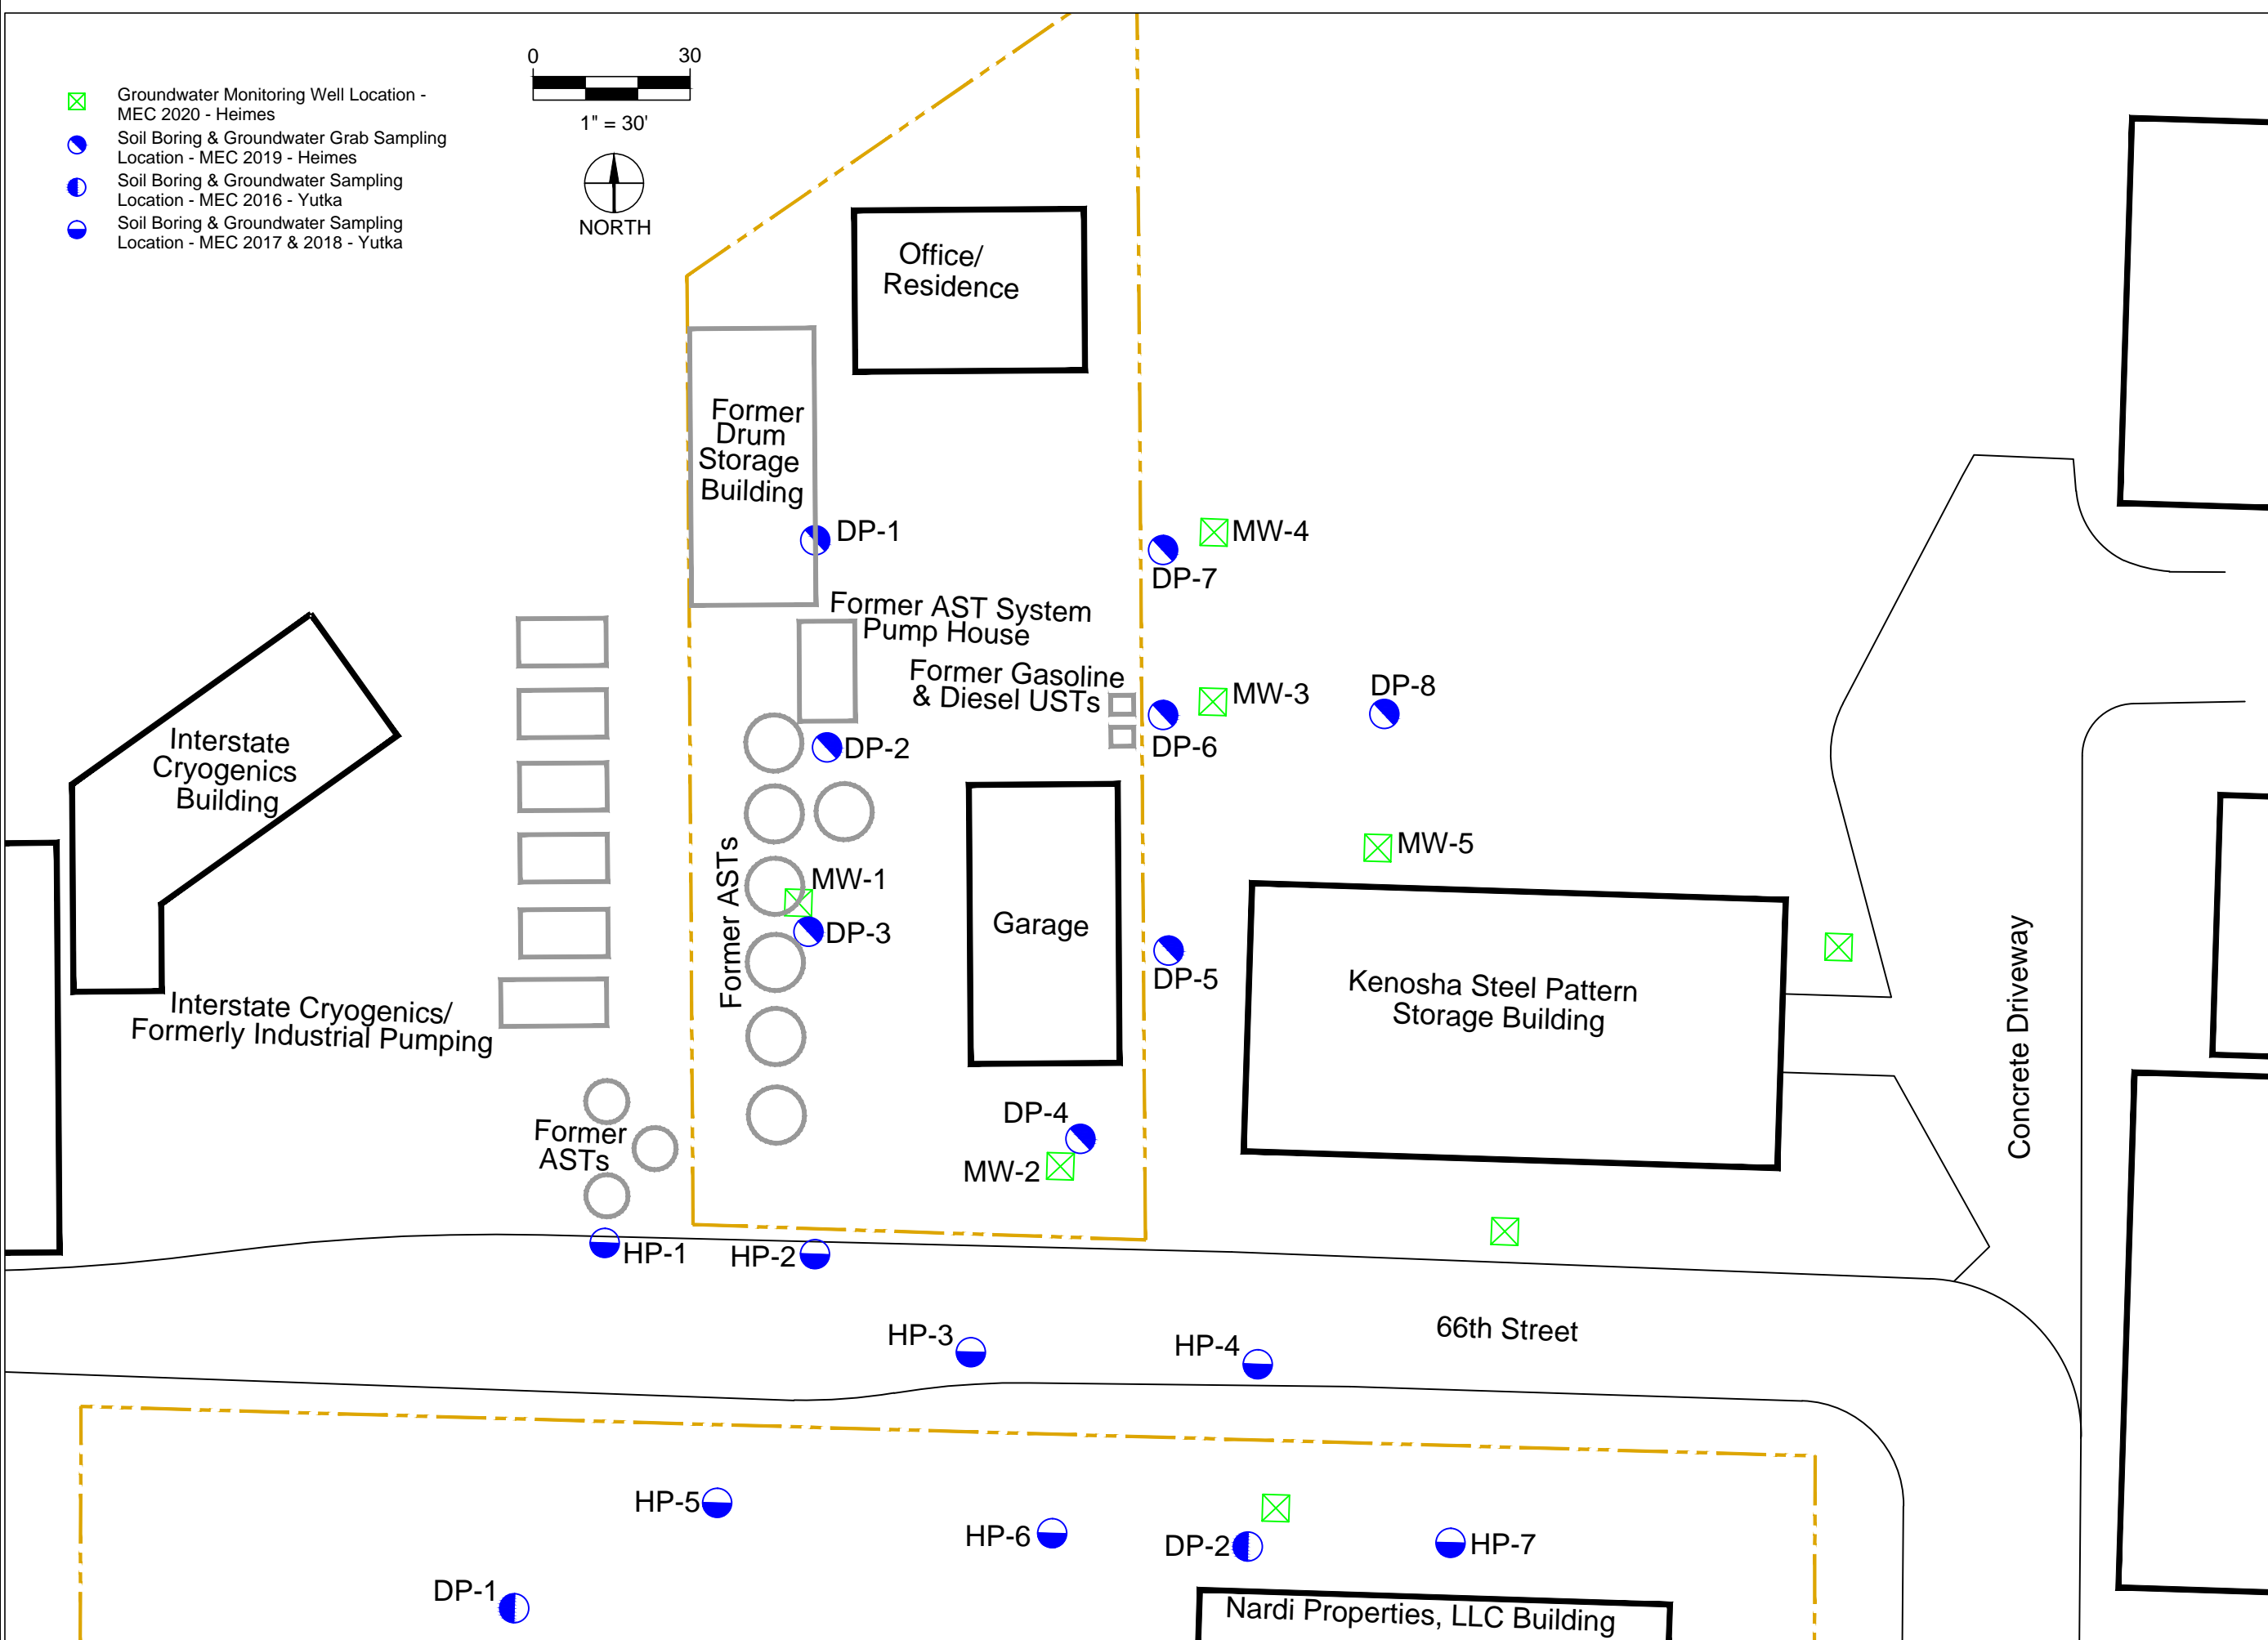 0 30
1" = 30'
NORTH
Groundwater Monitoring Well Location -
MEC 2020 - Heimes
Soil Boring & Groundwater Grab Sampling
Location - MEC 2019 - Heimes
Soil Boring & Groundwater Sampling
Location - MEC 2016 - Yutka
Soil Boring & Groundwater Sampling
Location - MEC 2017 & 2018 - Yutka
Office/
Residence
Former
Drum
Storage
Building
DP-1
MW-4
DP-7
Former AST System
Pump House
Former Gasoline
& Diesel USTs
MW-3
DP-8
DP-6
DP-2
Interstate
Cryogenics
Building
MW-5
MW-1
Former ASTs
DP-3
Garage
DP-5
Kenosha Steel Pattern
Storage Building
Concrete Driveway
Interstate Cryogenics/
Formerly Industrial Pumping
DP-4
Former
ASTs
MW-2
HP-1
HP-2
HP-3
HP-4
66th Street
HP-5
HP-6
DP-2
HP-7
DP-1
Nardi Properties, LLC Building